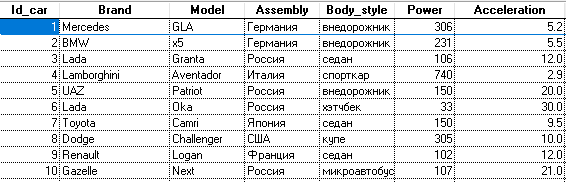 Id_car Brand Model Assembly Body_style Power Acceleration
1 Mercedes GLA Германия внедорожник 306 5.2
2 BMW x5 Германия внедорожник 231 5.5
3 Lada Granta Россия седан 106 12.0
4 Lamborghini Aventador Италия спорткар 740 2.9
5 UAZ Patriot Россия внедорожник 150 20.0
6 Lada Oka Россия хэтчбек 33 30.0
7 Toyota Camri Япония седан 150 9.5
8 Dodge Challenger США купе 305 10.0
9 Renault Logan Франция седан 102 12.0
10 Gazelle Next Россия микроавтобус 107 21.0